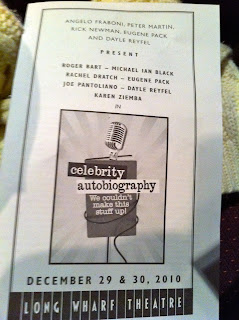 ANGELO FRABONI, PETER MARTIN,
RICK NEWMAN, EUGENE PACK
AND DAYLE REYFEL
PRESENT
ROGER BART – MICHAEL IAN BLACK
RACHEL DRATCH – EUGENE PACK
JOE PANTOLIANO – DAYLE REYFEL
KAREN ZIEMBA
IN
celebrity
autobiography
We couldn't
make this
stuff up!
DECEMBER 29 & 30, 2010
LONG WHARF THEATRE